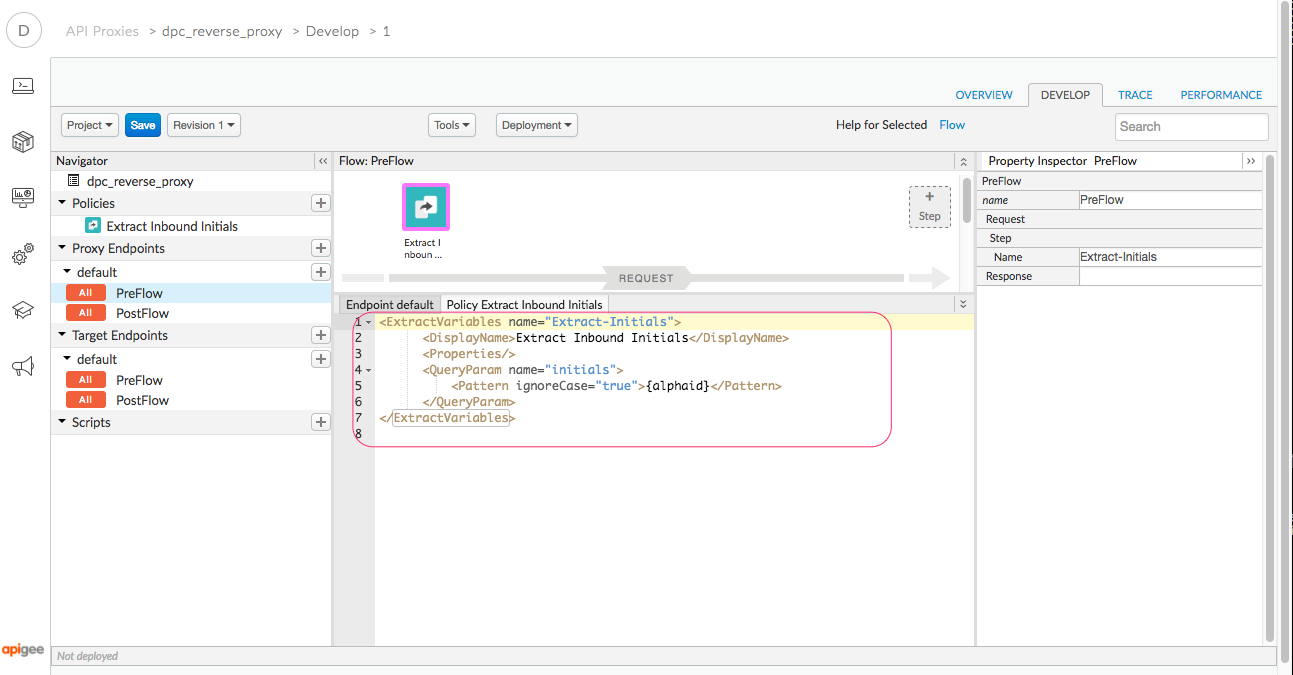 D
API Proxies > dpc_reverse_proxy > Develop > 1
OVERVIEW DEVELOP TRACE PERFORMANCE
Project Save Revision 1 Tools Deployment Help for Selected Flow Search
Navigator «
dpc_reverse_proxy
Policies +
Extract Inbound Initials
Proxy Endpoints +
default +
All PreFlow
All PostFlow
Target Endpoints +
default +
All PreFlow
All PostFlow
Scripts +
Flow: PreFlow
Extract I
nboun ...
+
Step
REQUEST
Endpoint default Policy Extract Inbound Initials
1 <ExtractVariables name="Extract-Initials">
2 <DisplayName>Extract Inbound Initials</DisplayName>
3 <Properties/>
4 <QueryParam name="initials">
5 <Pattern ignoreCase="true">{alphaid}</Pattern>
6 </QueryParam>
7 </ExtractVariables>
8
Property Inspector PreFlow »
PreFlow
name PreFlow
Request
Step
Name Extract-Initials
Response
apigee
Not deployed